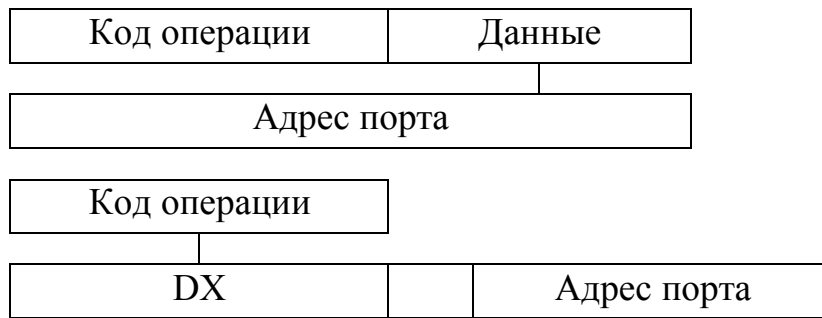 Код операции Данные
Адрес порта
Код операции
DX Адрес порта